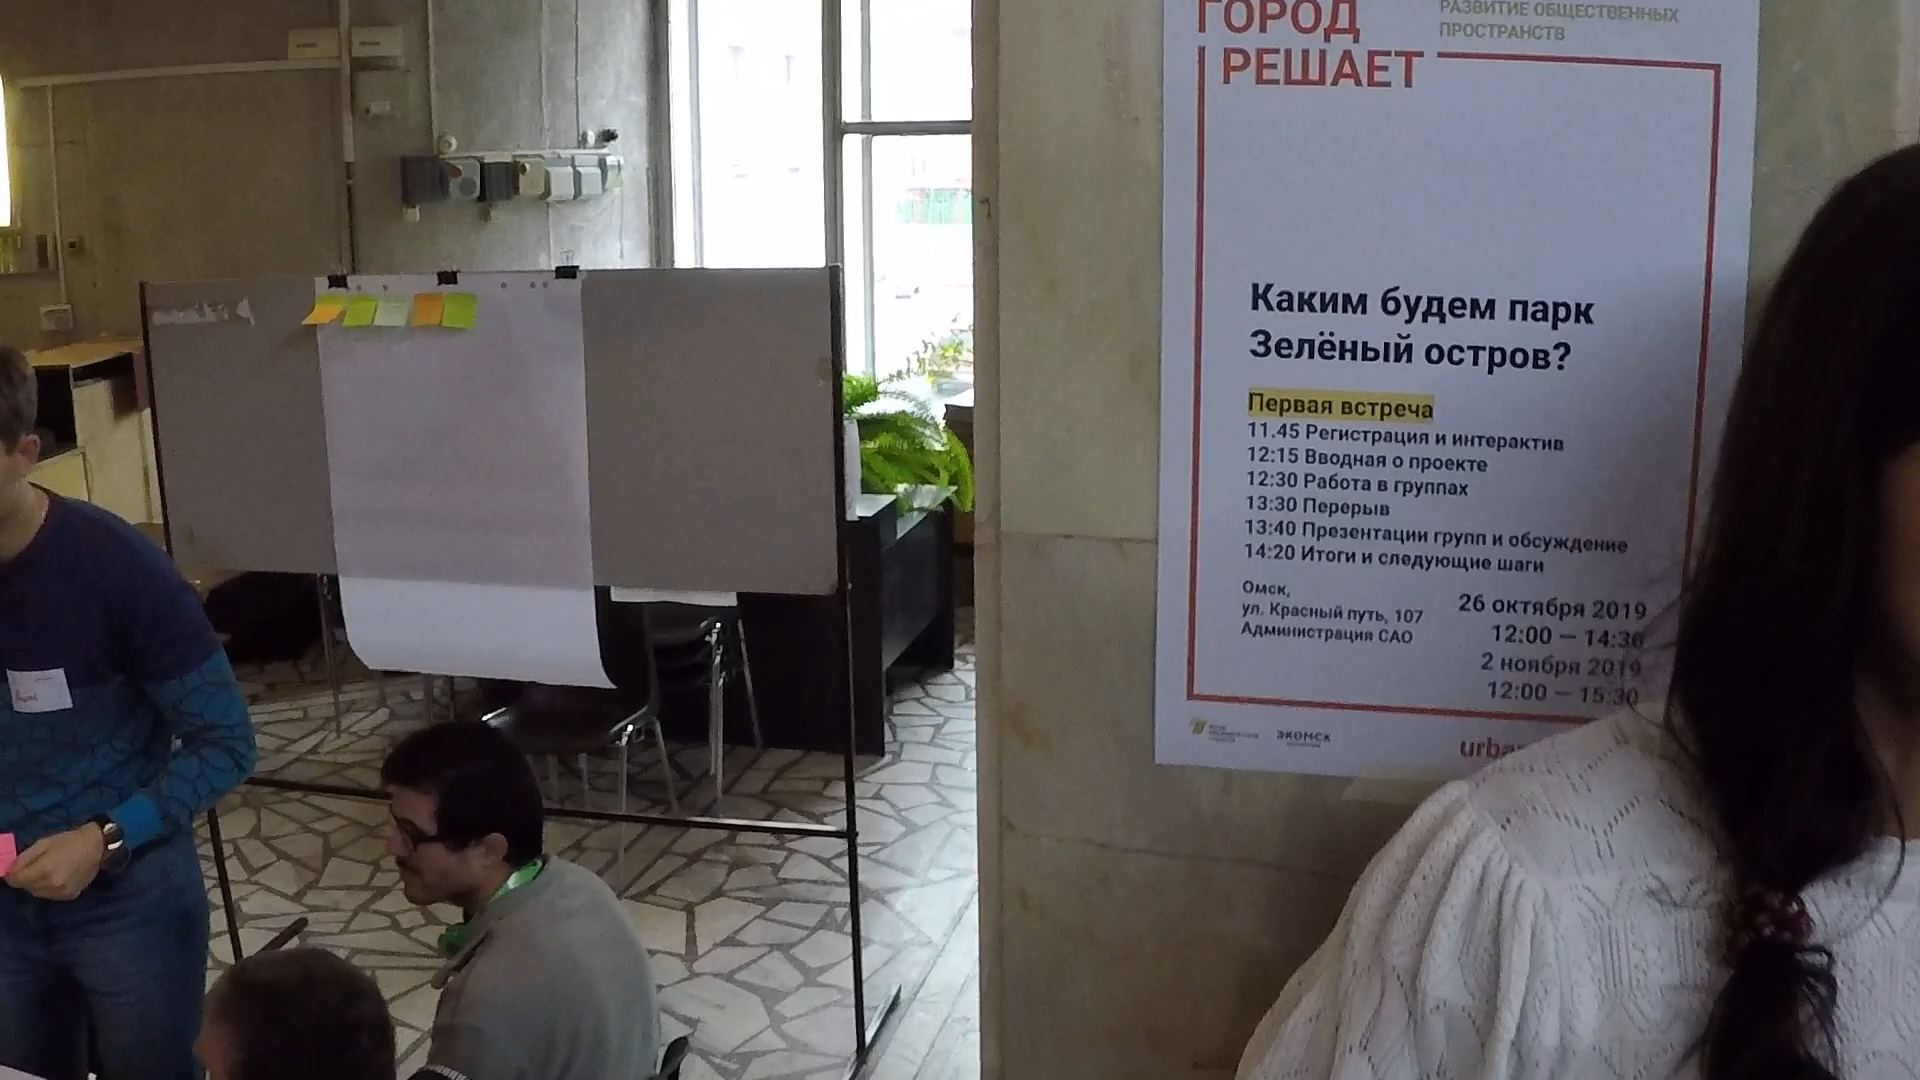 ГОРОД
РЕШАЕТ
РАЗВИТИЕ ОБЩЕСТВЕННЫХ
ПРОСТРАНСТВ
Каким будем парк
Зелёный остров?
Первая встреча
11.45 Регистрация и интерактив
12:15 Вводная о проекте
12:30 Работа в группах
13:30 Перерыв
13:40 Презентации групп и обсуждение
14:20 Итоги и следующие шаги
Омск,
ул. Красный путь, 107
Администрация САО
26 октября 2019
12:00 — 14:30
2 ноября 2019
12:00 — 15:30
ЭКОМСК